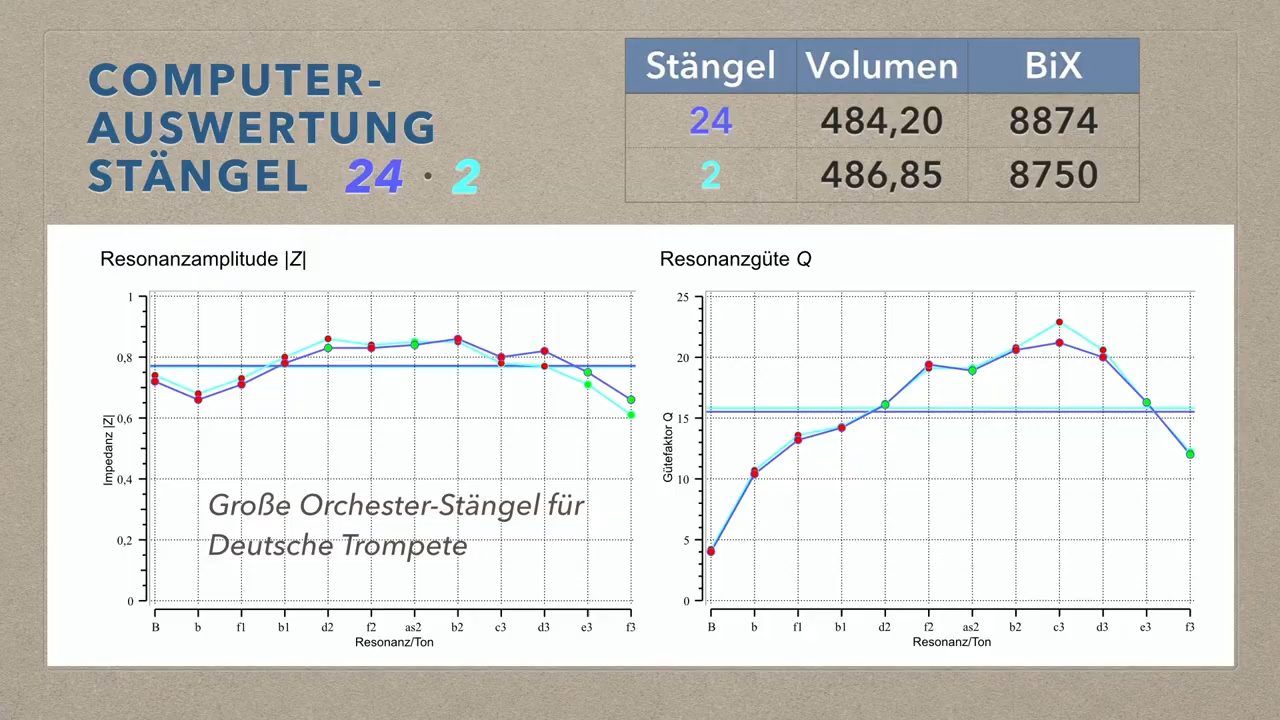 COMPUTER-
AUSWERTUNG
STÄNGEL 24 · 2
Stängel Volumen BiX
24 484,20 8874
2 486,85 8750
Resonanzamplitude |Z|
1
0,8
0,6
0,4
0,2
0
Impedanz |Z|
Große Orchester-Stängel für
Deutsche Trompete
B b f1 b1 d2 f2 as2 b2 c3 d3 e3 f3
Resonanz/Ton
Resonanzgüte Q
25
20
15
10
5
0
Gütefaktor Q
B b f1 b1 d2 f2 as2 b2 c3 d3 e3 f3
Resonanz/Ton